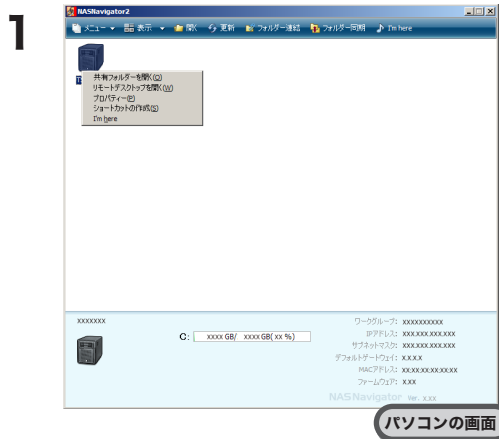 1
NASNavigator2
メニュー 表示 開く 更新 フォルダー連結 フォルダー同期 I'm here
共有フォルダーを開く(O)
リモートデスクトップを開く(W)
プロパティー(P)
ショートカットの作成(S)
I'm here
xxxxxxx
C: xxxx GB/ xxxx GB(xx %)
ワークグループ: xxxxxxxxxx
IPアドレス: xxx.xxx.xxx.xxx
サブネットマスク: xxx.xxx.xxx.xxx
デフォルトゲートウェイ: x.x.x.x
MACアドレス: xx:xx:xx:xx:xx:xx
ファームウェア: x.xx
NAS Navigator Ver. x.xx
パソコンの画面